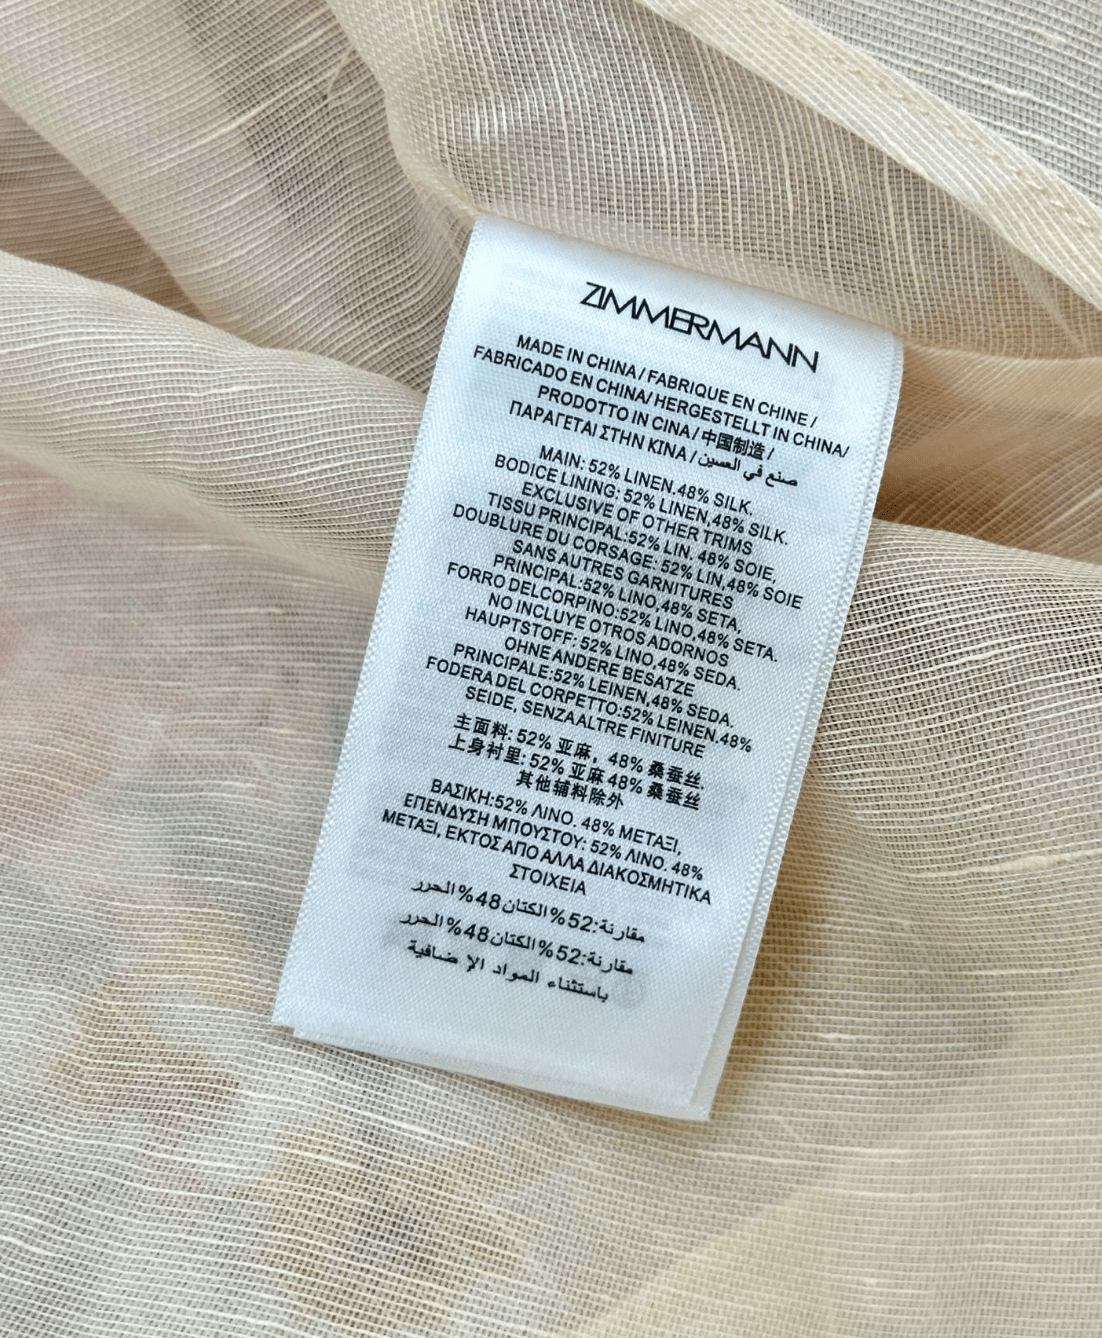 ZIMMERMANN
MADE IN CHINA / FABRIQUE EN CHINE /
FABRICADO EN CHINA/ HERGESTELLT IN CHINA/
PRODOTTO IN CINA / 中国制造 /
ΠΑΡΑΓΕΤΑΙ ΣΤΗΝ ΚΙΝΑ / صنع في العسين
MAIN: 52% LINEN.48% SILK.
BODICE LINING: 52% LINEN,48% SILK.
EXCLUSIVE OF OTHER TRIMS
TISSU PRINCIPAL:52% LIN. 48% SOIE,
DOUBLURE DU CORSAGE: 52% LIN,48% SOIE
SANS AUTRES GARNITURES
PRINCIPAL:52% LINO,48% SETA,
FORRO DELCORPINO:52% LINO,48% SETA.
NO INCLUYE OTROS ADORNOS
HAUPTSTOFF: 52% LINO,48% SEDA.
OHNE ANDERE BESATZE
PRINCIPALE:52% LEINEN,48% SEDA.
FODERA DEL CORPETTO:52% LEINEN.48%
SEIDE, SENZA ALTRE FINITURE
主面料: 52% 亚麻，48% 桑蚕丝.
上身衬里: 52% 亚麻 48% 桑蚕丝
其他辅料除外
ΒΑΣΙΚΗ:52% ΛΙΝΟ. 48% ΜΕΤΑΞΙ,
ΕΠΕΝΔΥΣΗ ΜΠΟΥΣΤΟΥ: 52% ΛΙΝΟ. 48%
ΜΕΤΑΞΙ, ΕΚΤΟΣ ΑΠΟ ΑΛΛΑ ΔΙΑΚΟΣΜΗΤΙΚΑ
ΣΤΟΙΧΕΙΑ
مقارنة:52%الكتان48%الحرر
مقارنة:52%الكتان48%الحرر
باستثناء المواد الإ ضافية